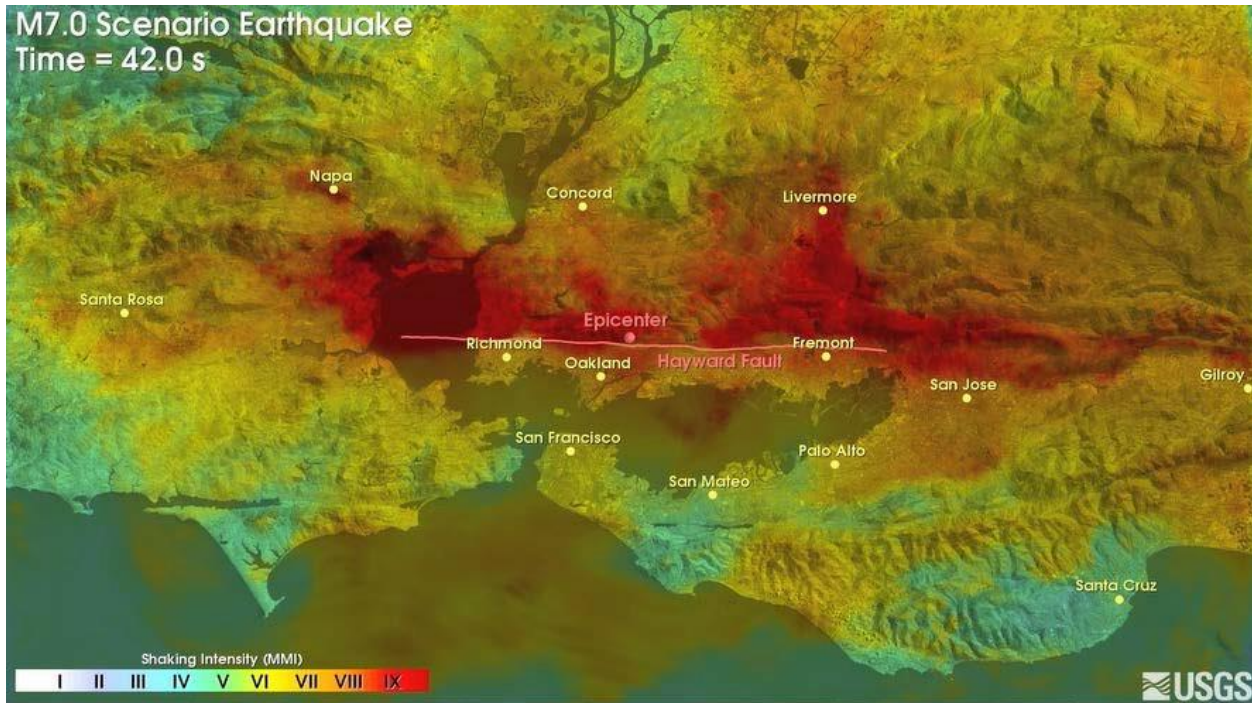 M7.0 Scenario Earthquake
Time = 42.0 s
Napa
Concord
Livermore
Santa Rosa
Epicenter
Richmond
Fremont
Hayward Fault
Oakland
Gilroy
San Jose
San Francisco
Palo Alto
San Mateo
Santa Cruz
Shaking Intensity (MMI)
I II III IV V VI VII VIII IX
USGS